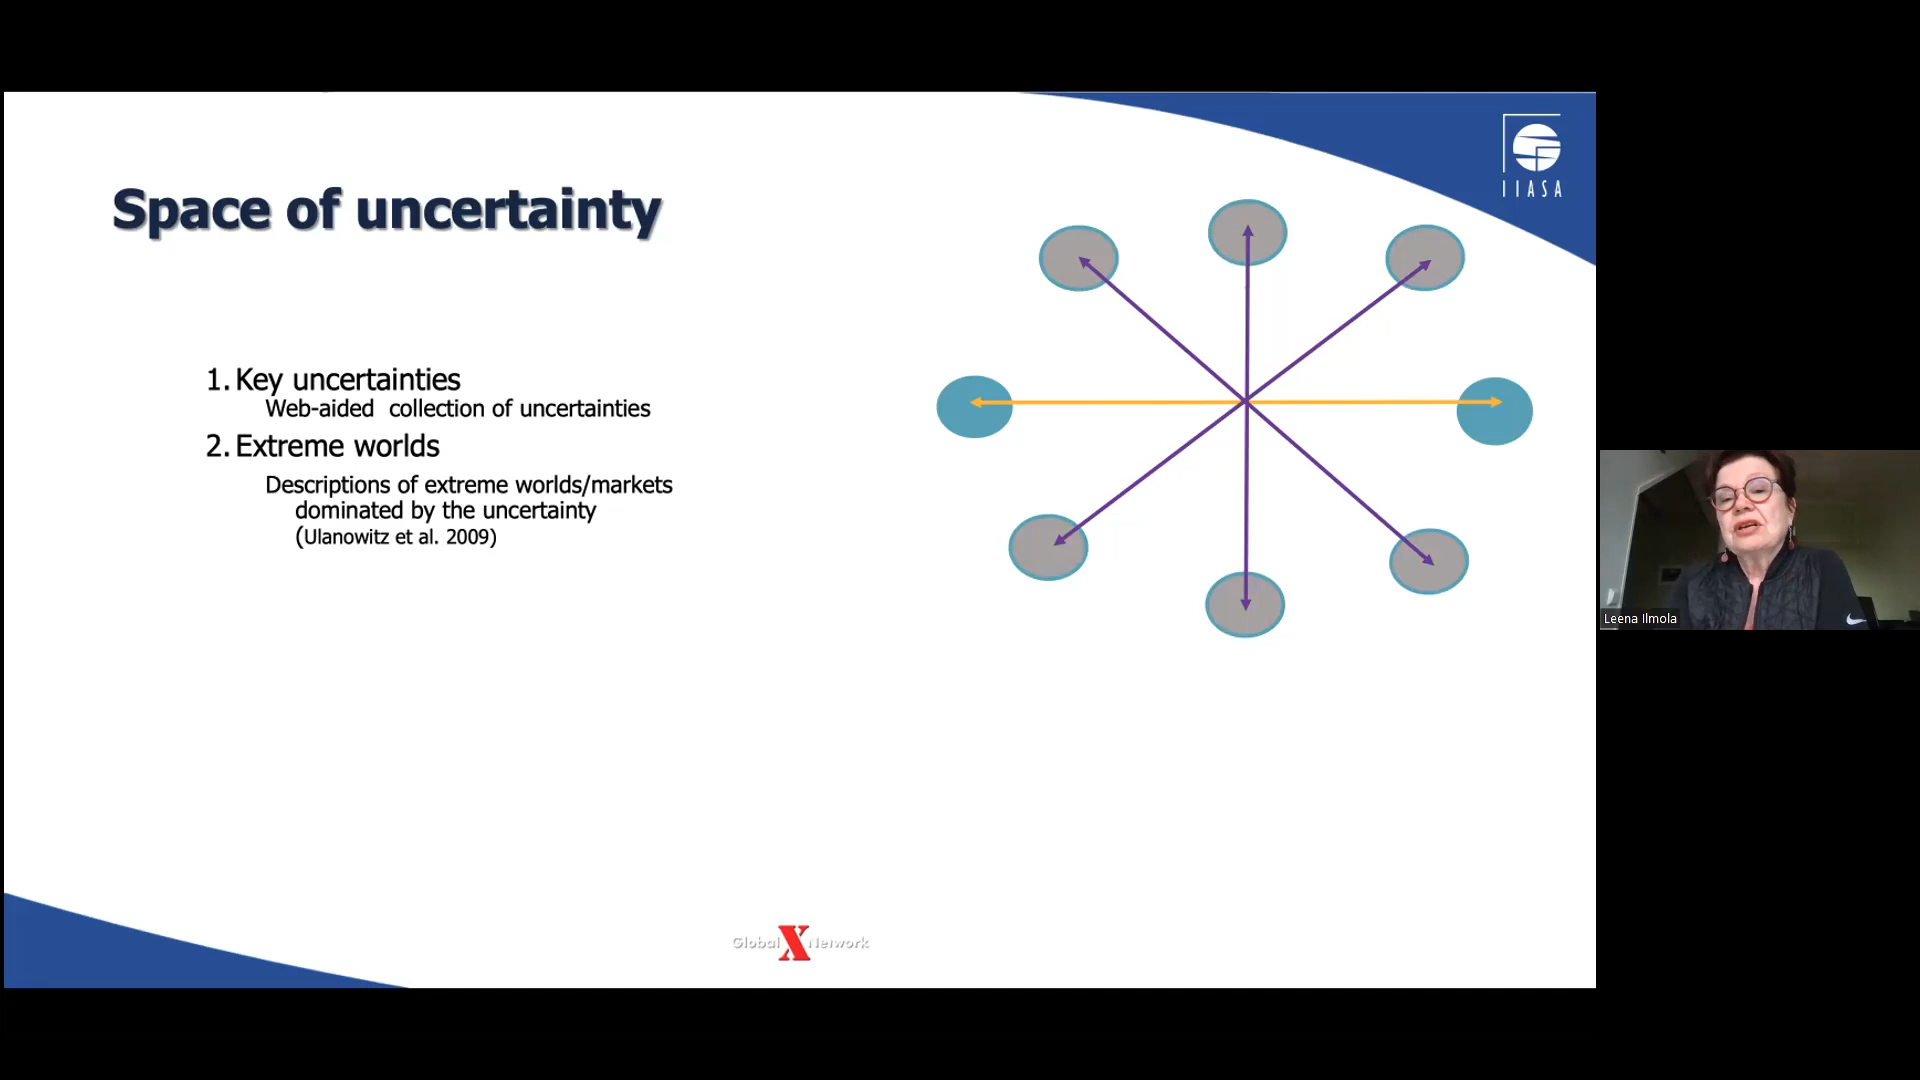 IIASA
Space of uncertainty
1. Key uncertainties
Web-aided collection of uncertainties
2. Extreme worlds
Descriptions of extreme worlds/markets
dominated by the uncertainty
(Ulanowitz et al. 2009)
Leena Ilmola
Global X Network